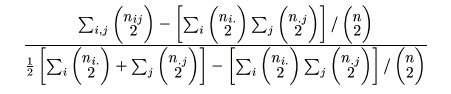 \frac{\sum_{i,j} \binom{n_{ij}}{2} - \left[ \sum_i \binom{n_{i.}}{2} \sum_j \binom{n_{.j}}{2} \right] / \binom{n}{2}}{\frac{1}{2} \left[ \sum_i \binom{n_{i.}}{2} + \sum_j \binom{n_{.j}}{2} \right] - \left[ \sum_i \binom{n_{i.}}{2} \sum_j \binom{n_{.j}}{2} \right] / \binom{n}{2}}